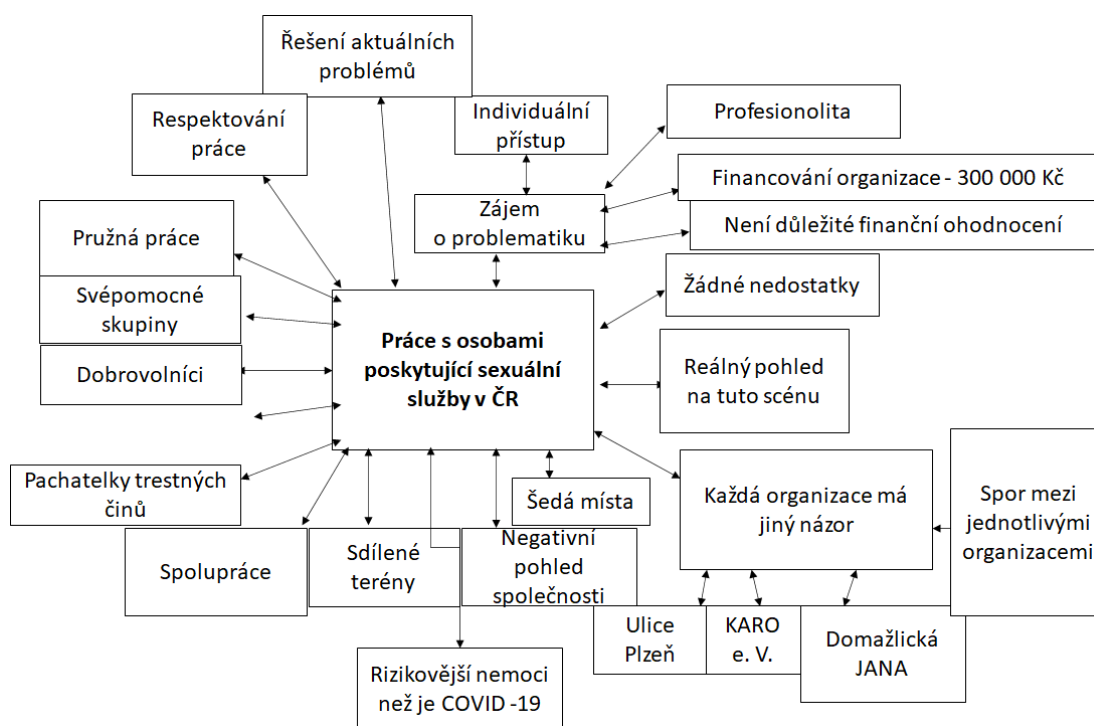 Řešení aktuálních
problémů
Respektování
práce
Individuální
přístup
Profesionolita
Financování organizace - 300 000 Kč
Zájem
o problematiku
Není důležité finanční ohodnocení
Pružná práce
Žádné nedostatky
Svépomocné
skupiny
Práce s osobami
poskytující sexuální
služby v ČR
Dobrovolníci
Reálný pohled
na tuto scénu
Pachatelky trestných
činů
Šedá místa
Každá organizace má
jiný názor
Spor mezi
jednotlivými
organizacemi
Spolupráce
Sdílené
terény
Negativní
pohled
společnosti
Ulice
Plzeň
KARO
e. V.
Domažlická
JANA
Rizikovější nemoci
než je COVID -19